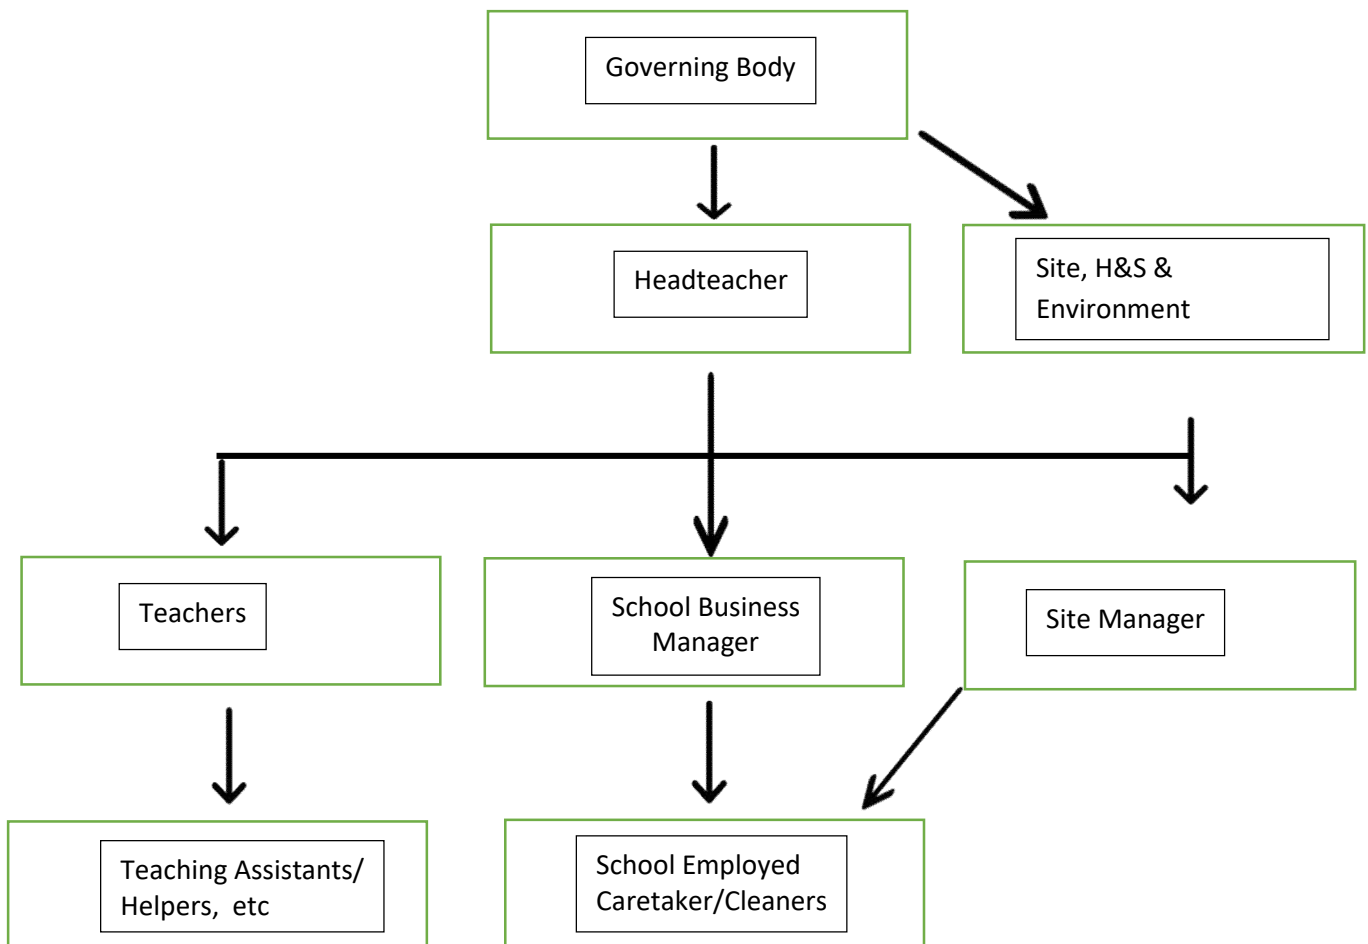 Governing Body
Headteacher
Site, H&S &
Environment
Teachers
School Business
Manager
Site Manager
Teaching Assistants/
Helpers, etc
School Employed
Caretaker/Cleaners